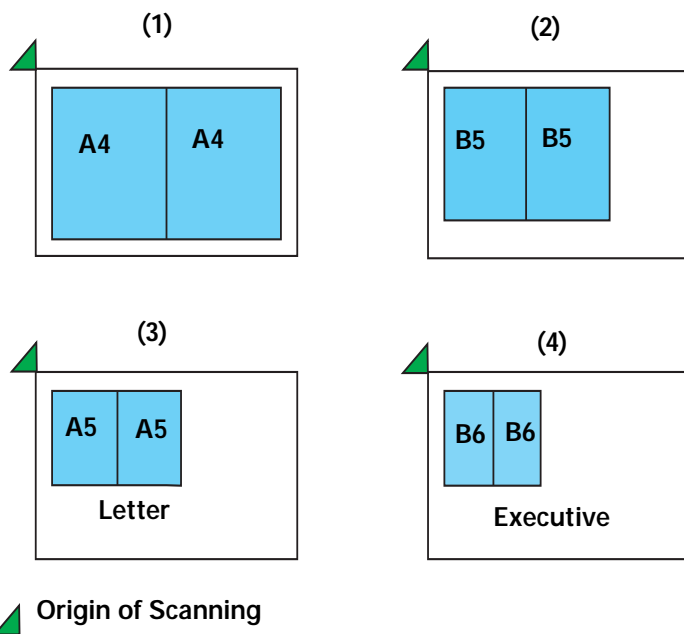 (1)
(2)
A4 A4
B5 B5
(3)
(4)
A5 A5
B6 B6
Letter
Executive
Origin of Scanning